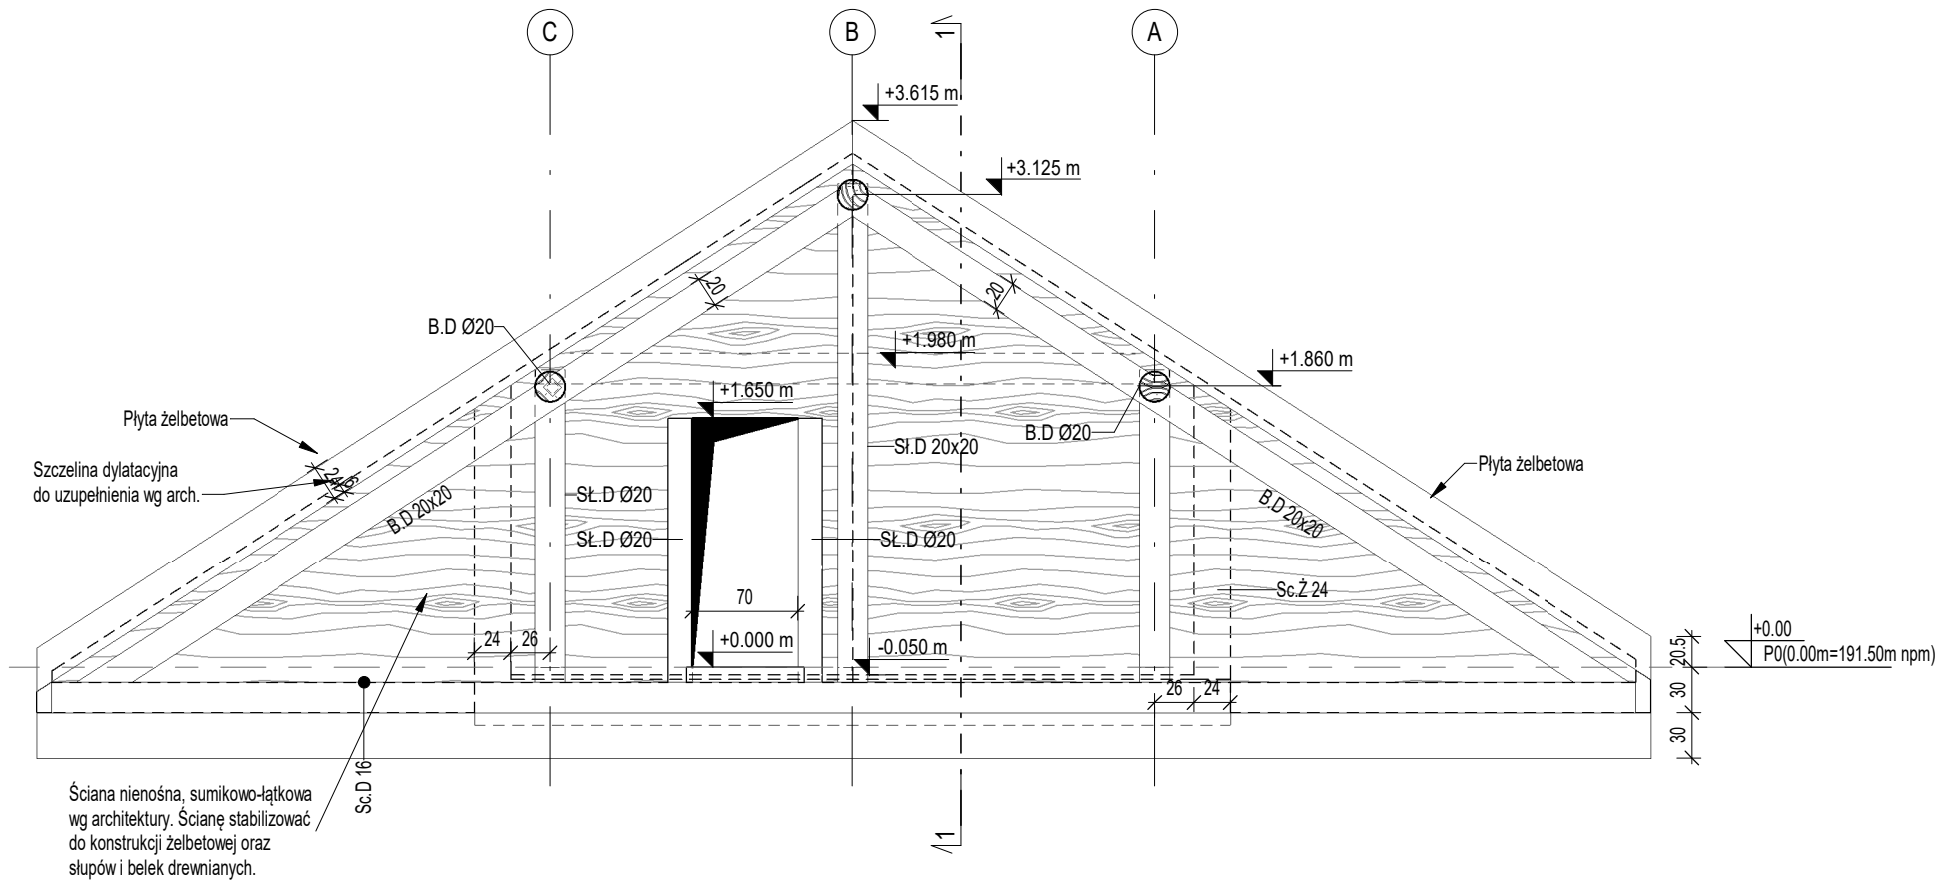 C
B
A
1
+3.615 m
+3.125 m
20
20
B.D Ø20
+1.980 m
+1.860 m
+1.650 m
Płyta żelbetowa
B.D Ø20
Sł.D 20x20
Płyta żelbetowa
Szczelina dylatacyjna
do uzupełnienia wg arch.
24
6
B.D 20x20
SŁ.D Ø20
B.D 20x20
SŁ.D Ø20
SŁ.D Ø20
Sc.Ż 24
70
24
26
+0.000 m
-0.050 m
+0.00
P0(0.00m=191.50m npm)
20.5
26
24
30
30
Sc.D 16
Ściana nienośna, sumikowo-łątkowa
wg architektury. Ścianę stabilizować
do konstrukcji żelbetowej oraz
słupów i belek drewnianych.
1